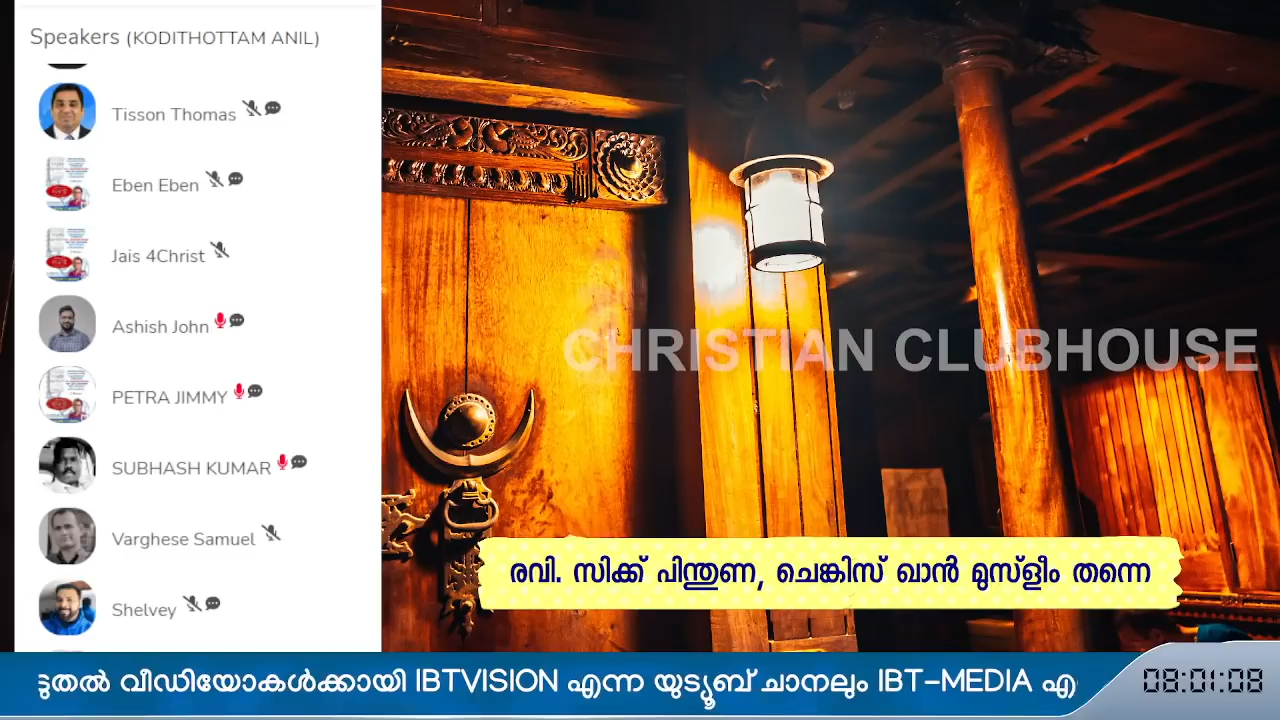 Speakers (KODITHOTTAM ANIL)
Tisson Thomas
Eben Eben
Jais 4Christ
Ashish John
PETRA JIMMY
SUBHASH KUMAR
Varghese Samuel
Shelvey
CHRISTIAN CLUBHOUSE
രവി. സിക്ക് പിന്തുണ, ചെങ്കിസ് ഖാൻ മുസ്ളീം തന്നെ
ടുതൽ വീഡിയോകൾക്കായി IBTVISION എന്ന യുട്യൂബ് ചാനലും IBT-MEDIA എ
08:01:08